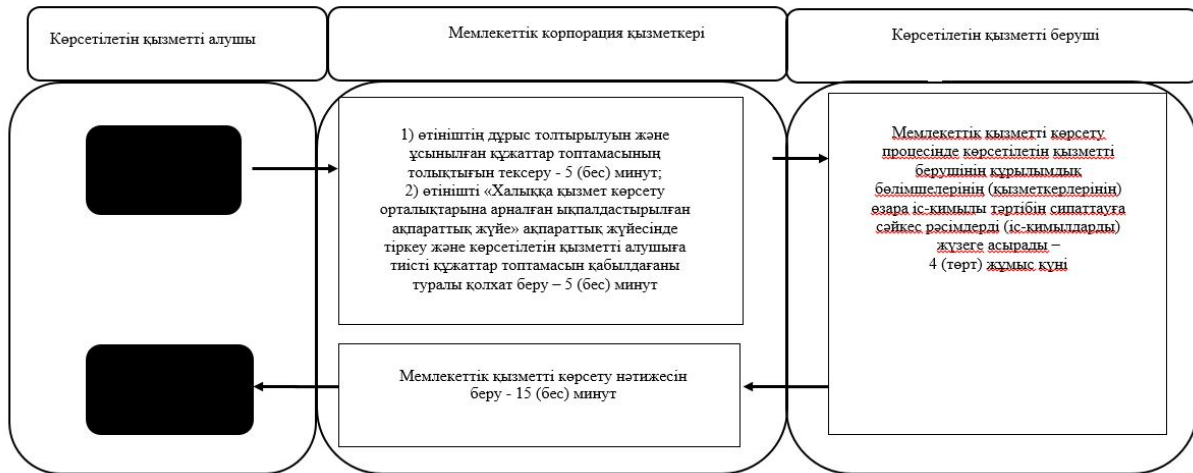 Көрсетілетін қызметті алушы
Мемлекеттік корпорация қызметкері
Көрсетілетін қызметті беруші
1) өтініштің дұрыс толтырылуын және
ұсынылған құжаттар топтамасының
толықтығын тексеру - 5 (бес) минут;
2) өтінішті «Халыққа қызмет көрсету
орталықтарына арналған ықпалдастырылған
ақпараттық жүйе» ақпараттық жүйесінде
тіркеу және көрсетілетін қызметті алушыға
тиісті құжаттар топтамасын қабылдағаны
туралы қолхат беру – 5 (бес) минут
Мемлекеттік қызметті көрсету
процесінде көрсетілетін қызметті
берушінің құрылымдық
бөлімшелерінің (қызметкерлерінің)
өзара іс-қимылы тәртібін сипаттауға
сәйкес рәсімдерді (іс-қимылдарды)
жүзеге асырады –
4 (төрт) жұмыс күні
Мемлекеттік қызметті көрсету нәтижесін
беру - 15 (бес) минут